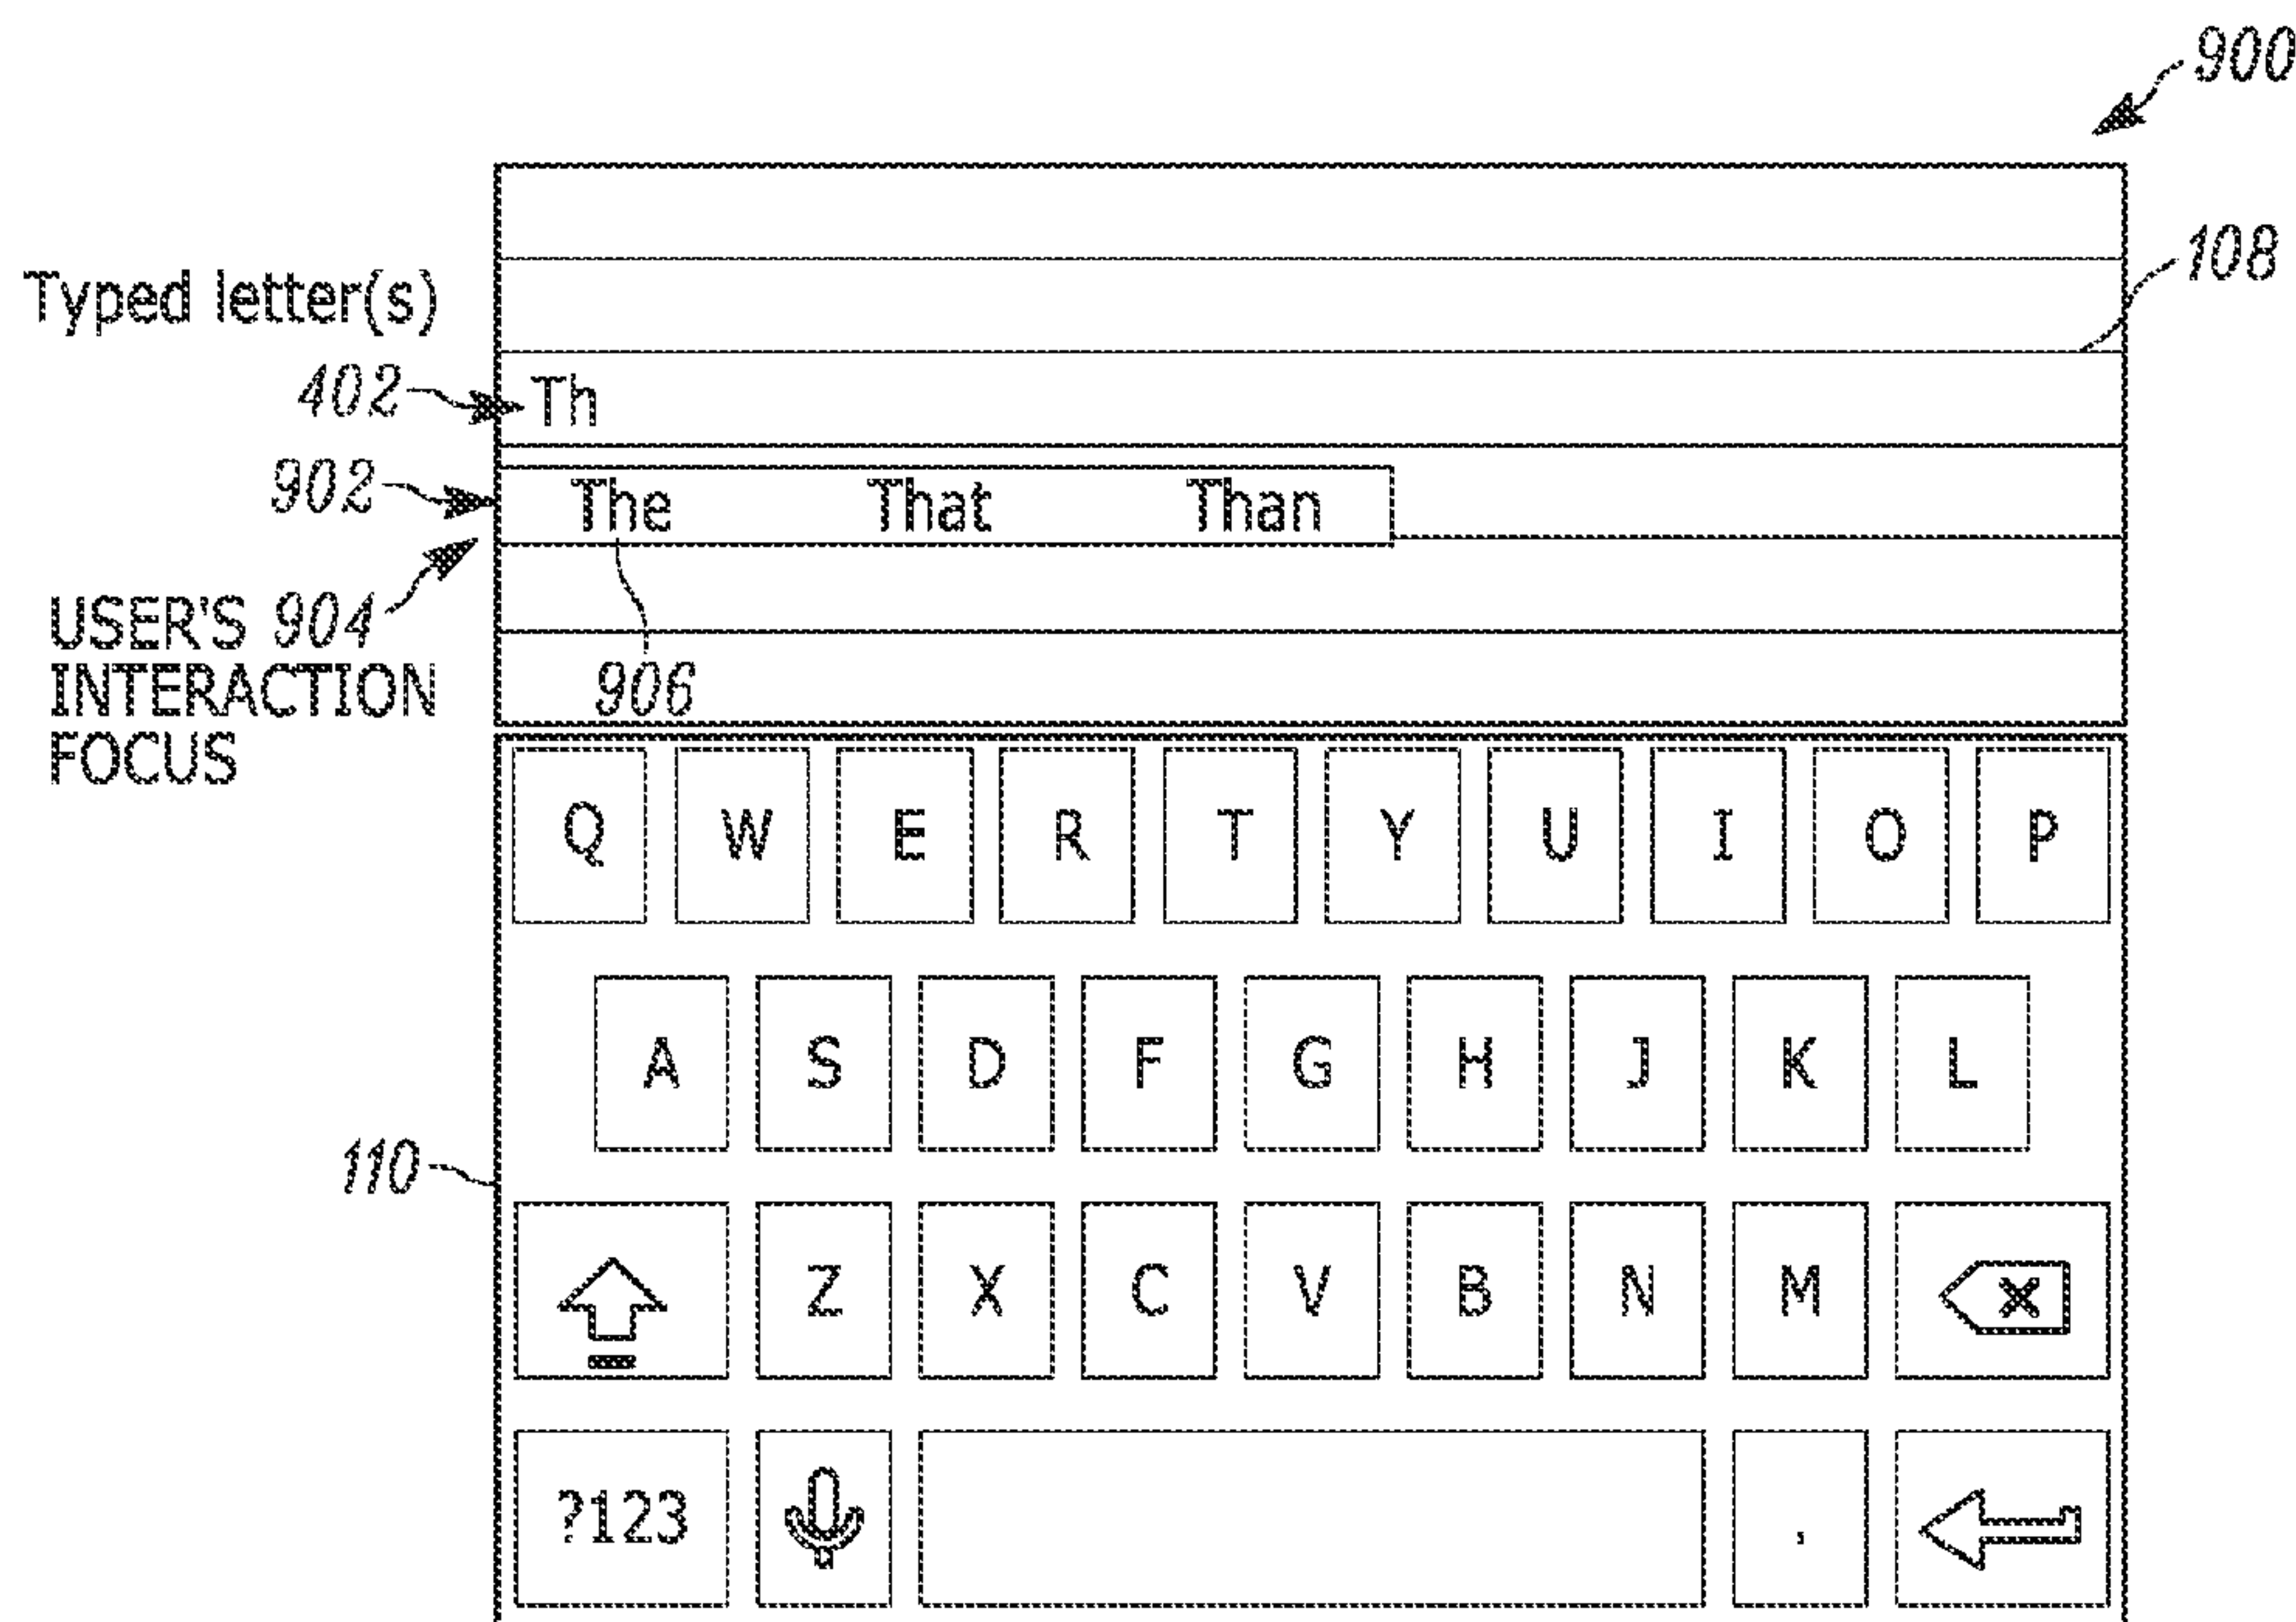 900
108
Typed letter(s)
402
Th
902
The That Than
USER'S 904
INTERACTION
FOCUS
906
Q W E R T Y U I O P
A S D F G H J K L
110
Z X C V B N M
?123 ,